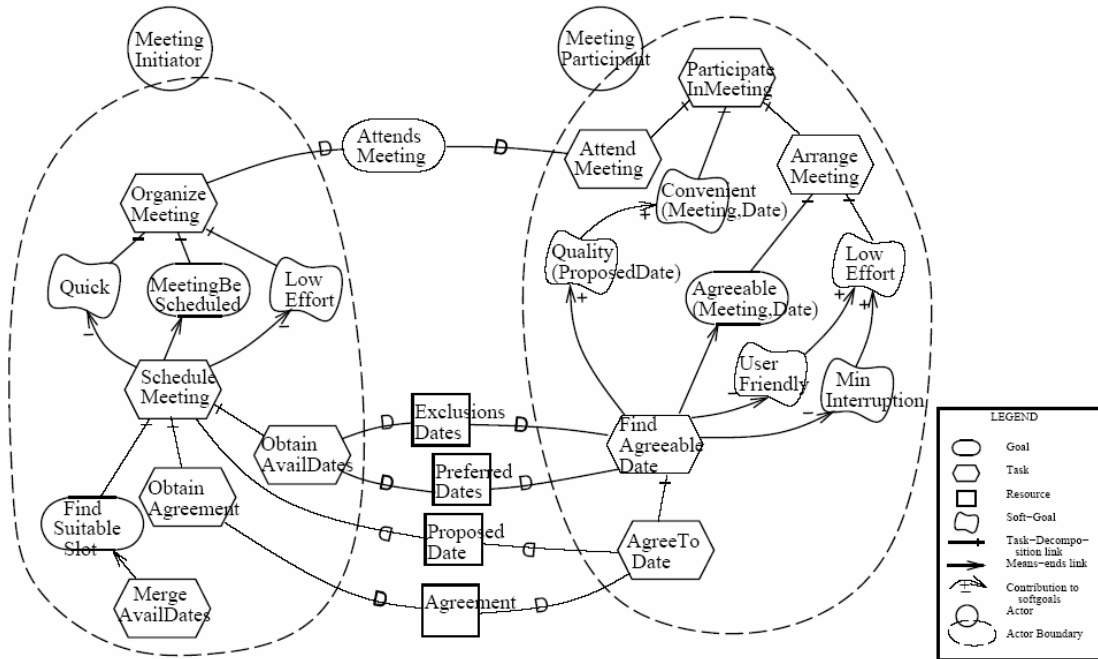 Meeting
Initiator
Meeting
Participant
Participate
InMeeting
Attends
Meeting
D
D
Attend
Meeting
Arrange
Meeting
Organize
Meeting
Convenient
(Meeting,Date)
+
Quality
(ProposedDate)
+
Low
Effort
+
+
Quick
MeetingBe
Scheduled
Low
Effort
Agreeable
(Meeting,Date)
−
−
User
Friendly
−
Min
Interruption
−
Schedule
Meeting
Exclusions
Dates
D
D
Obtain
AvailDates
Find
Agreeable
Date
Preferred
Dates
D
D
Obtain
Agreement
Find
Suitable
Slot
Proposed
Date
D
D
AgreeTo
Date
Merge
AvailDates
Agreement
D
D
LEGEND
Goal
Task
Resource
Soft-Goal
Task-Decompo-
sition link
Means-ends link
+
−
Contribution to
softgoals
Actor
Actor Boundary